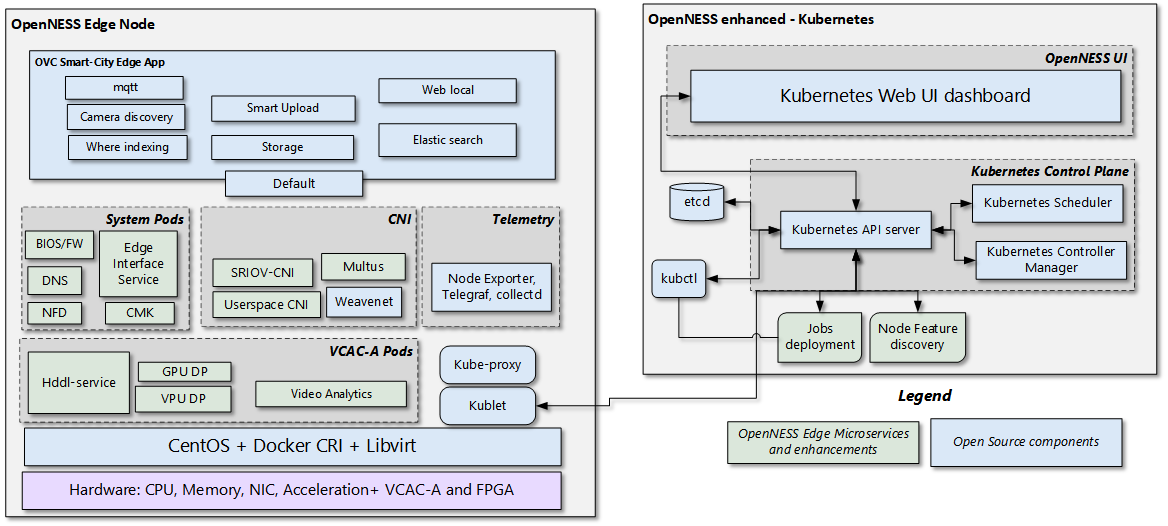 OpenNESS Edge Node
OVC Smart-City Edge App
mqtt
Camera discovery
Where indexing
Smart Upload
Storage
Web local
Elastic search
Default
System Pods
BIOS/FW
DNS
NFD
Edge
Interface
Service
CMK
CNI
SRIOV-CNI
Userspace CNI
Multus
Weavenet
Telemetry
Node Exporter,
Telegraf, collectd
VCAC-A Pods
Hddl-service
GPU DP
VPU DP
Video Analytics
Kube-proxy
Kublet
CentOS + Docker CRI + Libvirt
Hardware: CPU, Memory, NIC, Acceleration+ VCAC-A and FPGA
OpenNESS enhanced - Kubernetes
OpenNESS UI
Kubernetes Web UI dashboard
Kubernetes Control Plane
etcd
kubctl
Kubernetes API server
Kubernetes Scheduler
Kubernetes Controller
Manager
Jobs
deployment
Node Feature
discovery
Legend
OpenNESS Edge Microservices
and enhancements
Open Source components